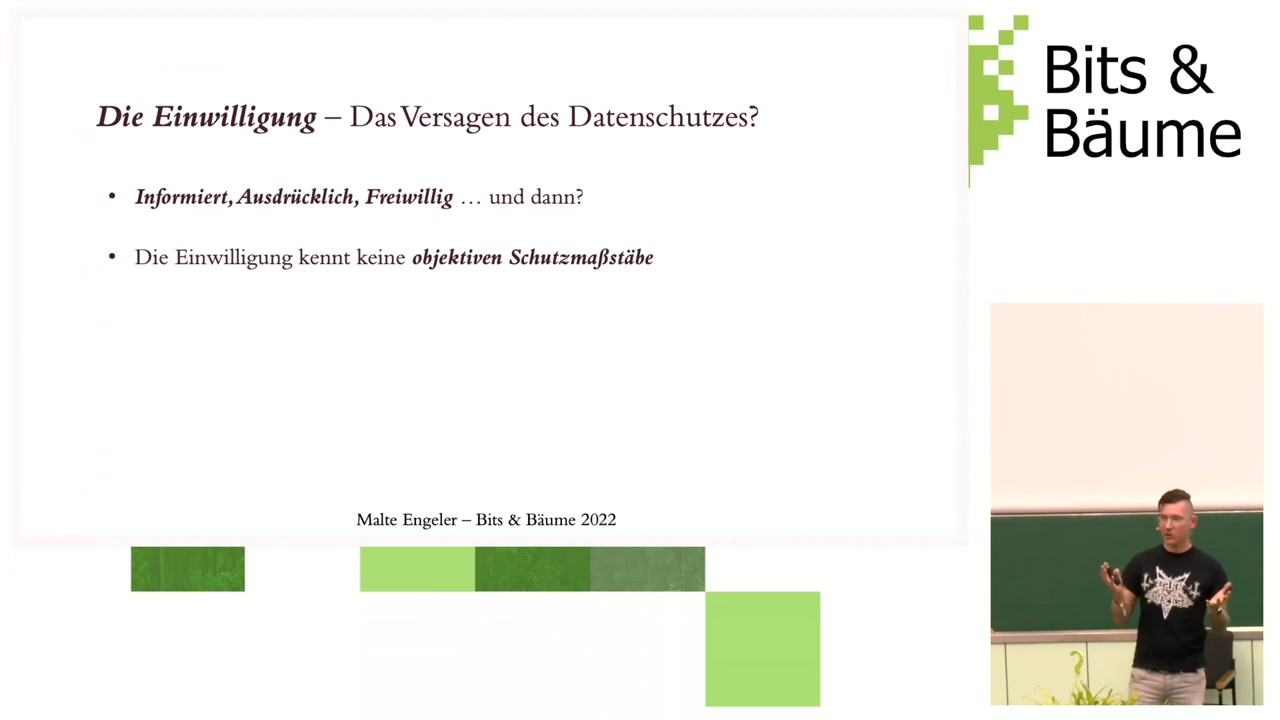 Die Einwilligung – Das Versagen des Datenschutzes?
• Informiert, Ausdrücklich, Freiwillig … und dann?
• Die Einwilligung kennt keine objektiven Schutzmaßstäbe
Malte Engeler – Bits & Bäume 2022
Bits &
Bäume